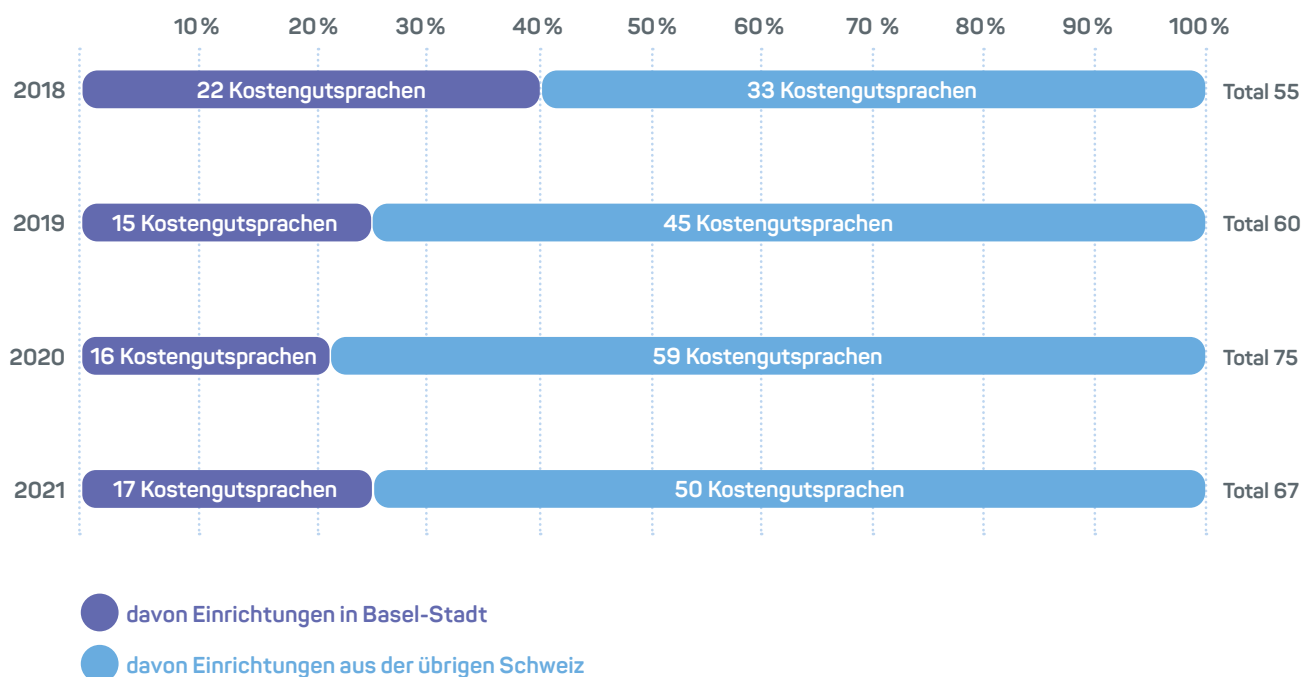 10 % 20 % 30 % 40 % 50 % 60 % 70 % 80 % 90 % 100 %
2018 22 Kostengutsprachen 33 Kostengutsprachen Total 55
2019 15 Kostengutsprachen 45 Kostengutsprachen Total 60
2020 16 Kostengutsprachen 59 Kostengutsprachen Total 75
2021 17 Kostengutsprachen 50 Kostengutsprachen Total 67
davon Einrichtungen in Basel-Stadt
davon Einrichtungen aus der übrigen Schweiz